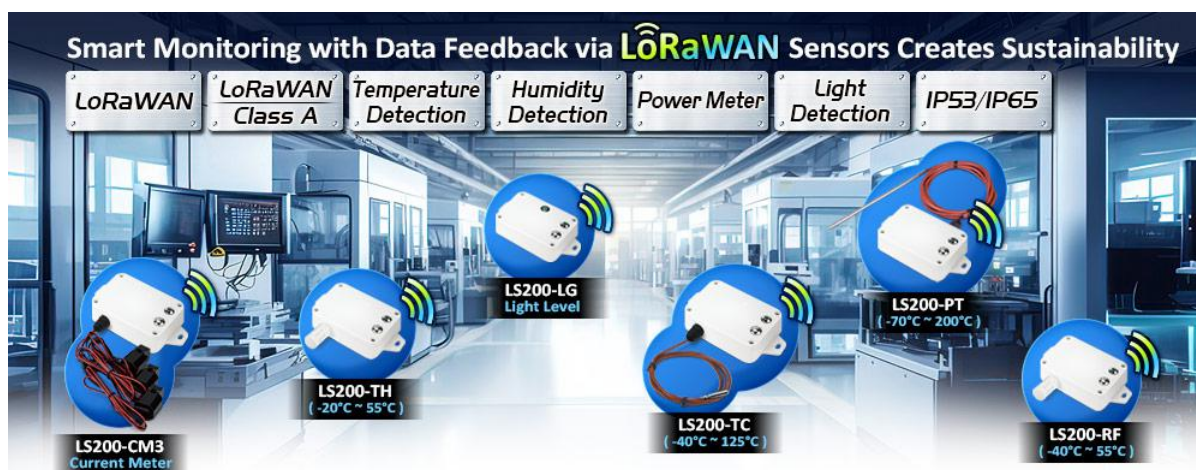 Smart Monitoring with Data Feedback via LoRaWAN Sensors Creates Sustainability
LoRaWAN
LoRaWAN
Class A
Temperature
Detection
Humidity
Detection
Power Meter
Light
Detection
IP53/IP65
LS200-LG
Light Level
LS200-PT
( -70°C ~ 200°C )
LS200-TH
( -20°C ~ 55°C )
LS200-TC
( -40°C ~ 125°C )
LS200-RF
( -40°C ~ 55°C )
LS200-CM3
Current Meter